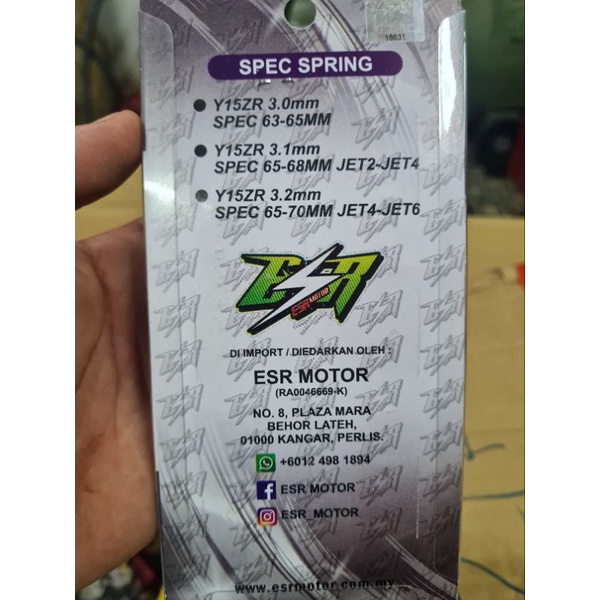 18631
SPEC SPRING
Y15ZR 3.0mm
SPEC 63-65MM
Y15ZR 3.1mm
SPEC 65-68MM JET2-JET4
Y15ZR 3.2mm
SPEC 65-70MM JET4-JET6
ESR
ESR MOTOR
DI IMPORT / DIEDARKAN OLEH :
ESR MOTOR
(RA0046669-K)
NO. 8, PLAZA MARA
BEHOR LATEH,
01000 KANGAR, PERLIS.
+6012 498 1894
ESR MOTOR
ESR_MOTOR
www.esrmotor.com.my